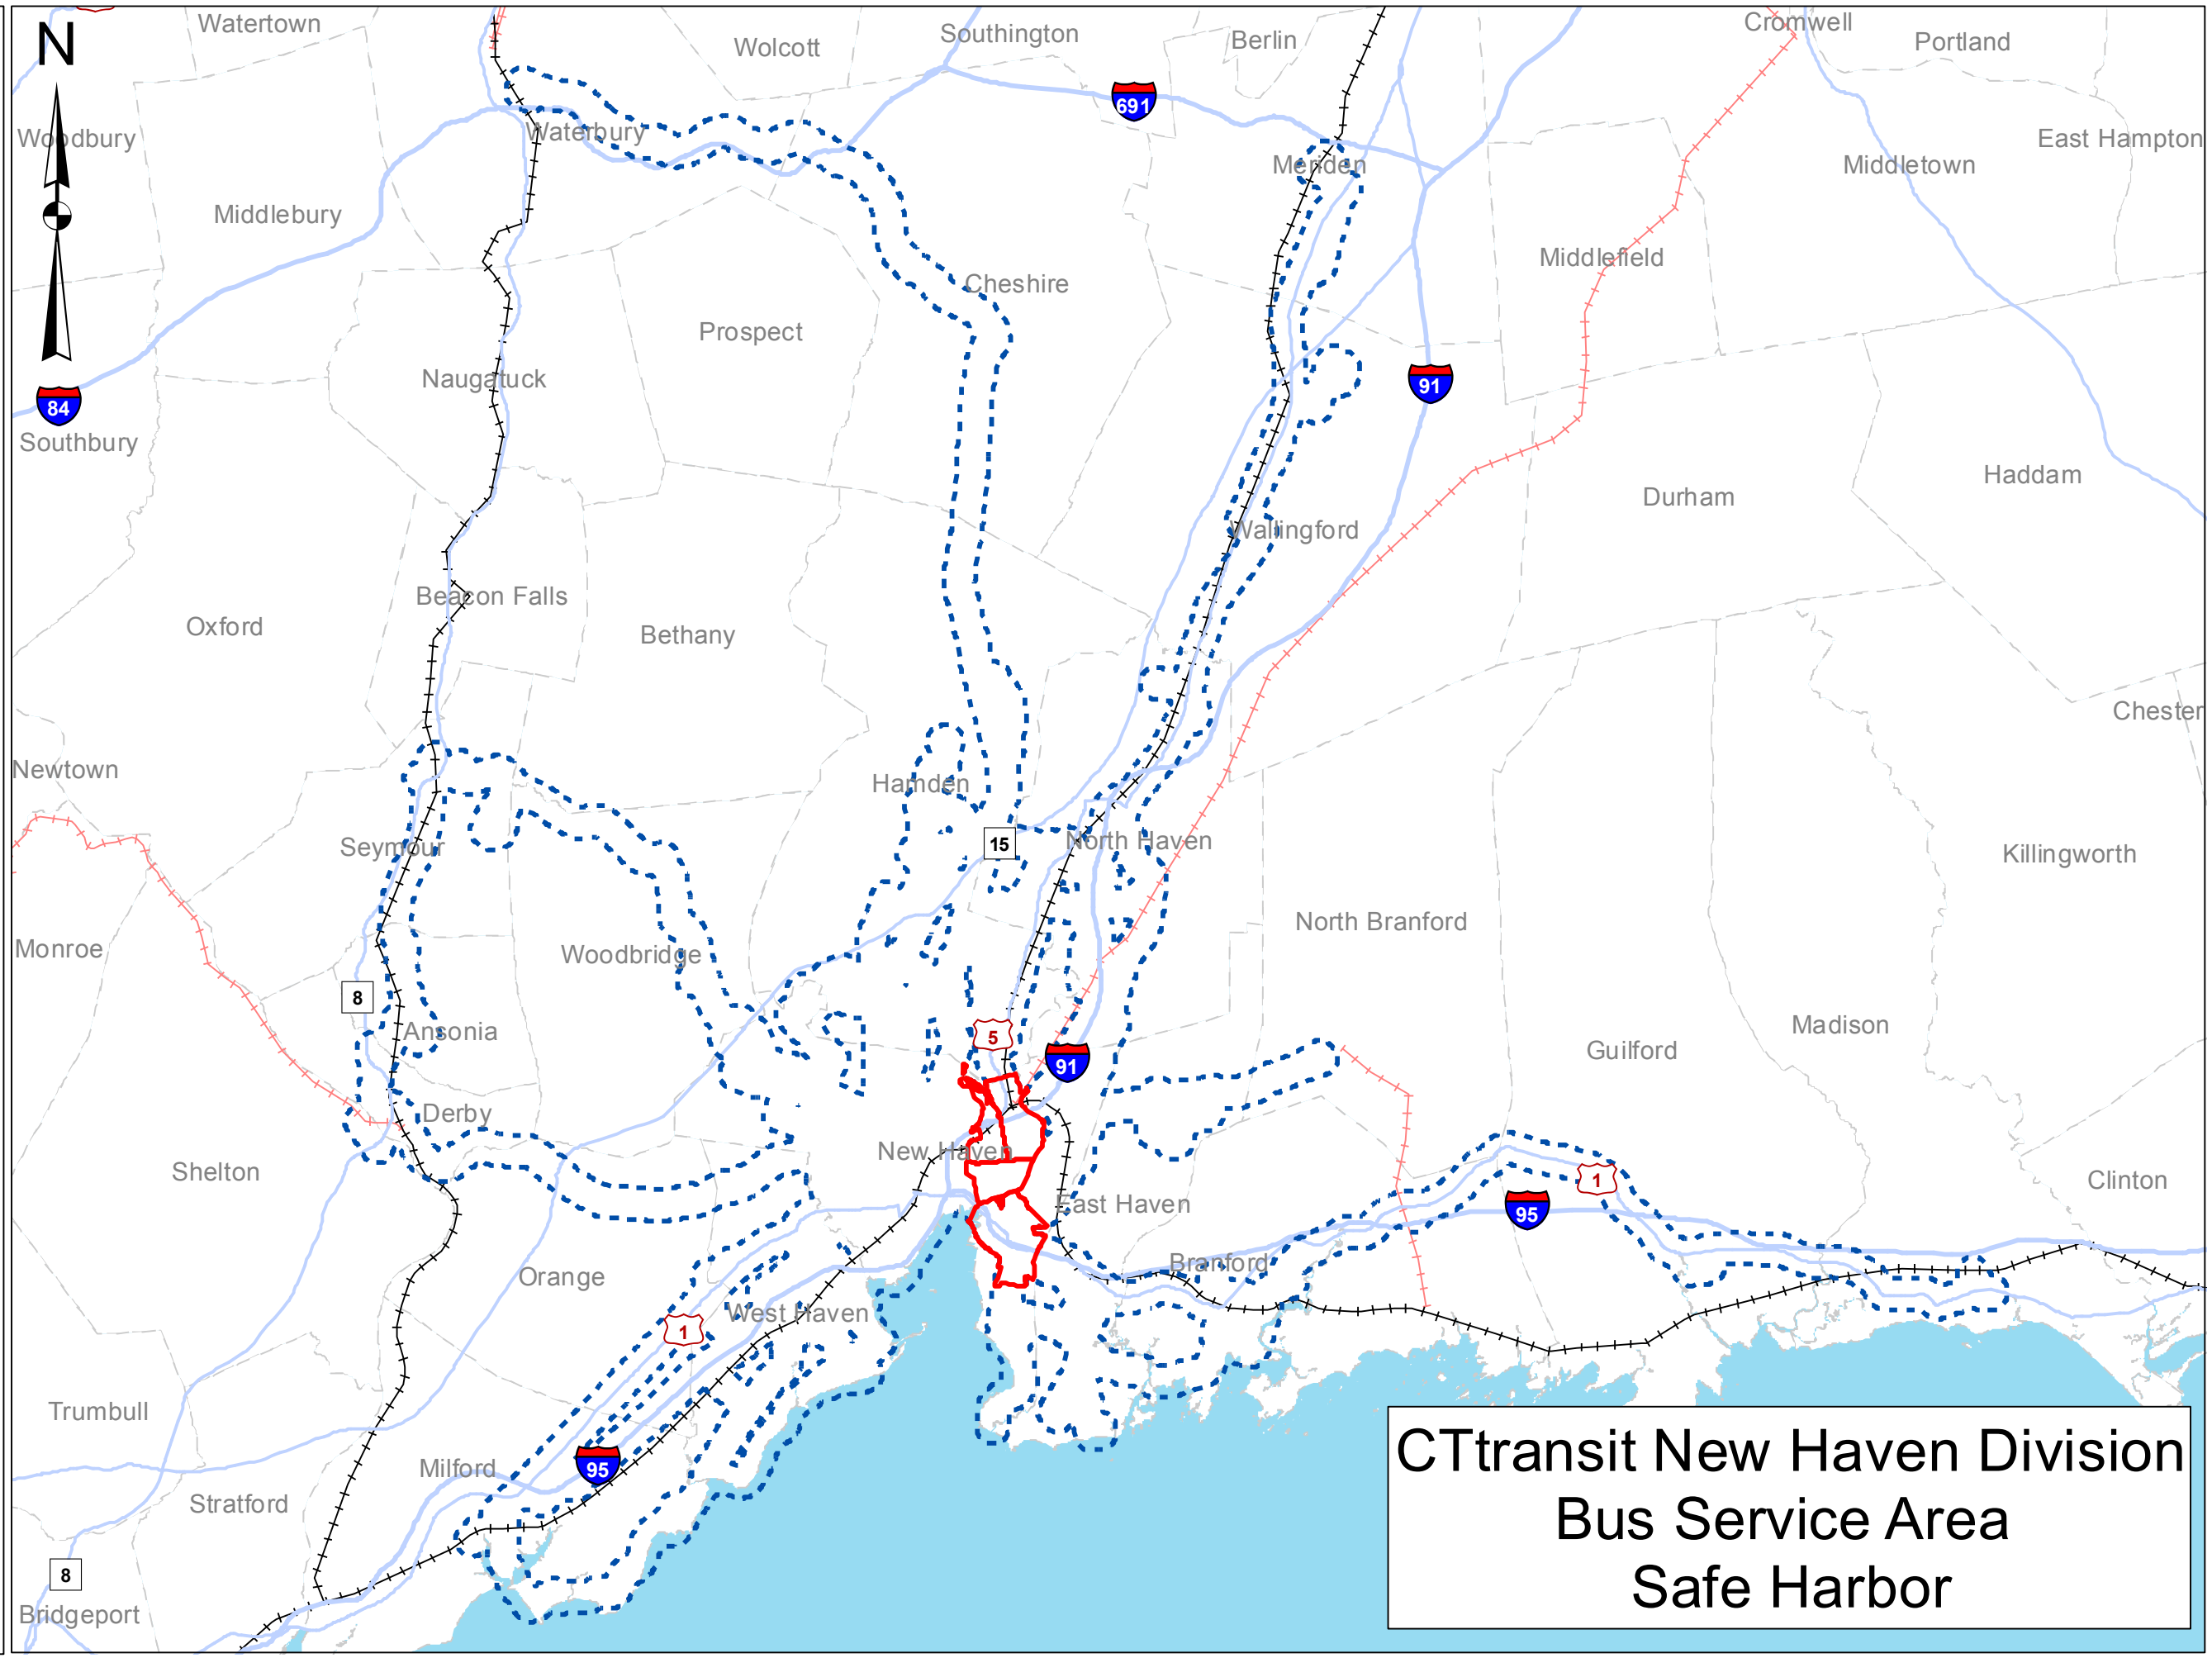 N
Watertown
Wolcott
Southington
Berlin
Cromwell
Portland
691
Woodbury
Waterbury
Meriden
Middletown
East Hampton
Middlebury
Middlefield
Cheshire
Prospect
Naugatuck
91
84
Southbury
Haddam
Durham
Wallingford
Beacon Falls
Oxford
Bethany
Chester
Newtown
Hamden
15
North Haven
Seymour
Killingworth
North Branford
Monroe
Woodbridge
8
Ansonia
5
91
Guilford
Madison
Derby
New Haven
Shelton
1
Clinton
East Haven
95
Branford
Orange
West Haven
1
Trumbull
Milford
95
Stratford
8
Bridgeport
CTtransit New Haven Division
Bus Service Area
Safe Harbor